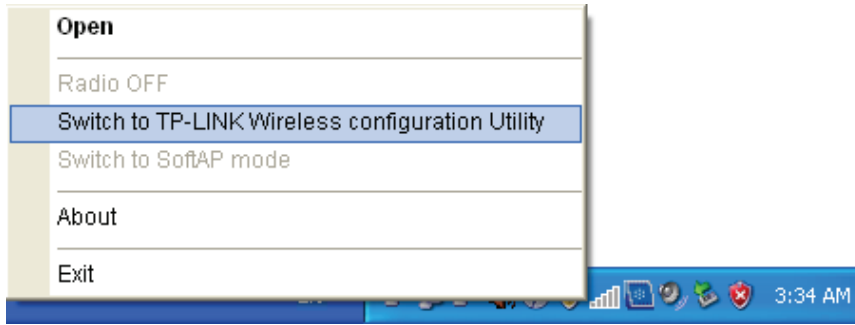 Open
Radio OFF
Switch to TP-LINK Wireless configuration Utility
Switch to SoftAP mode
About
Exit
3:34 AM